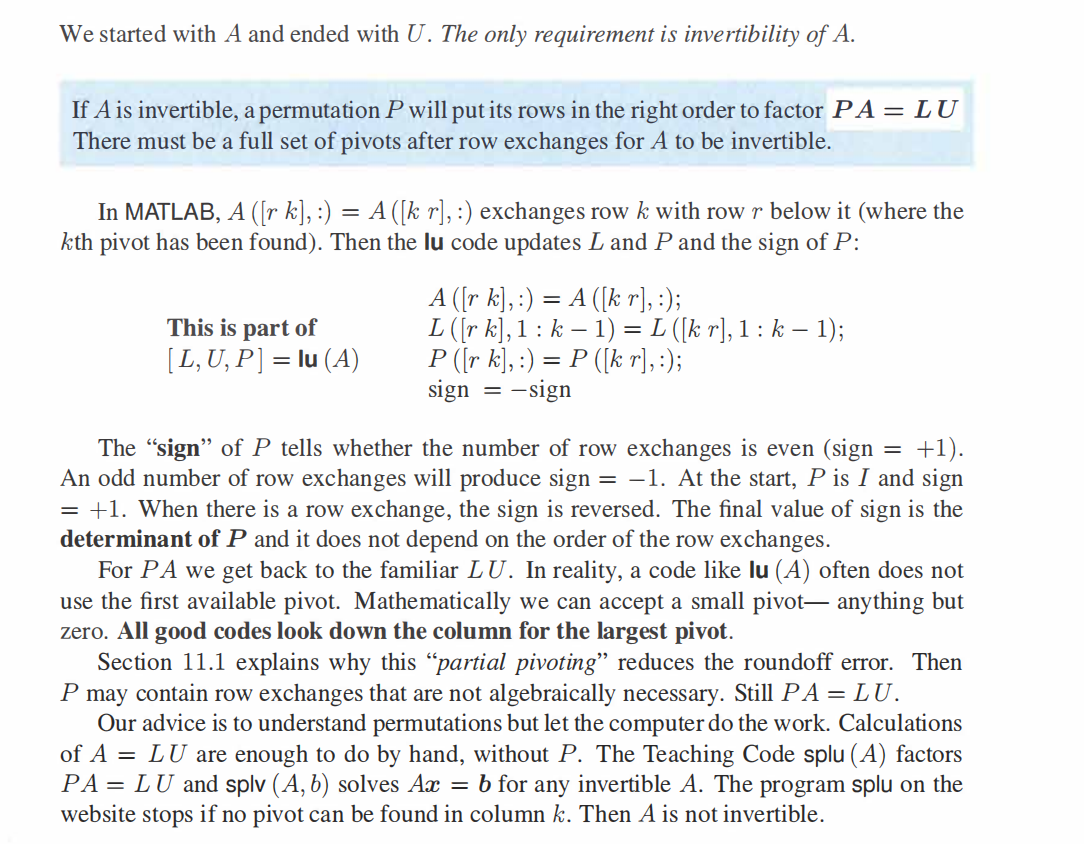 We started with A and ended with U. The only requirement is invertibility of A.
If A is invertible, a permutation P will put its rows in the right order to factor PA = LU
There must be a full set of pivots after row exchanges for A to be invertible.
In MATLAB, A([r k], :) = A([k r], :) exchanges row k with row r below it (where the
kth pivot has been found). Then the lu code updates L and P and the sign of P:
A([r k], :) = A([k r], :);
This is part of L([r k], 1 : k − 1) = L([k r], 1 : k − 1);
[L, U, P] = lu (A) P([r k], :) = P([k r], :);
sign = −sign
The “sign” of P tells whether the number of row exchanges is even (sign = +1).
An odd number of row exchanges will produce sign = −1. At the start, P is I and sign
= +1. When there is a row exchange, the sign is reversed. The final value of sign is the
determinant of P and it does not depend on the order of the row exchanges.
For PA we get back to the familiar LU. In reality, a code like lu (A) often does not
use the first available pivot. Mathematically we can accept a small pivot— anything but
zero. All good codes look down the column for the largest pivot.
Section 11.1 explains why this “partial pivoting” reduces the roundoff error. Then
P may contain row exchanges that are not algebraically necessary. Still PA = LU.
Our advice is to understand permutations but let the computer do the work. Calculations
of A = LU are enough to do by hand, without P. The Teaching Code splu (A) factors
PA = LU and splv (A, b) solves Ax = b for any invertible A. The program splu on the
website stops if no pivot can be found in column k. Then A is not invertible.